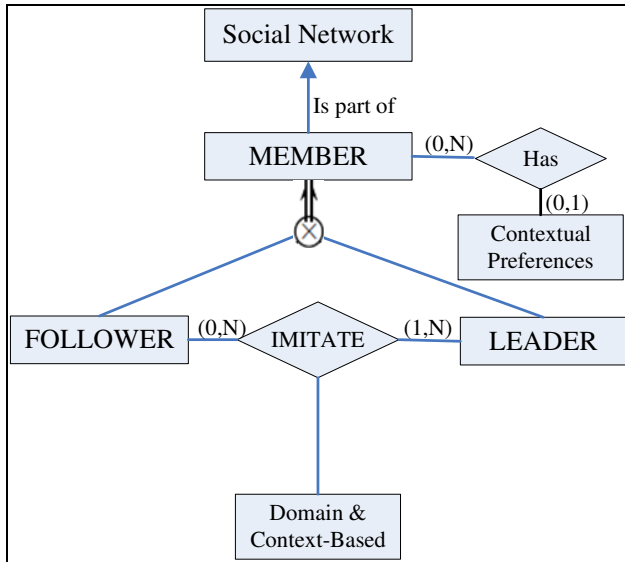 Social Network
Is part of
MEMBER
(0,N)
Has
(0,1)
Contextual
Preferences
FOLLOWER
(0,N)
IMITATE
(1,N)
LEADER
Domain &
Context-Based